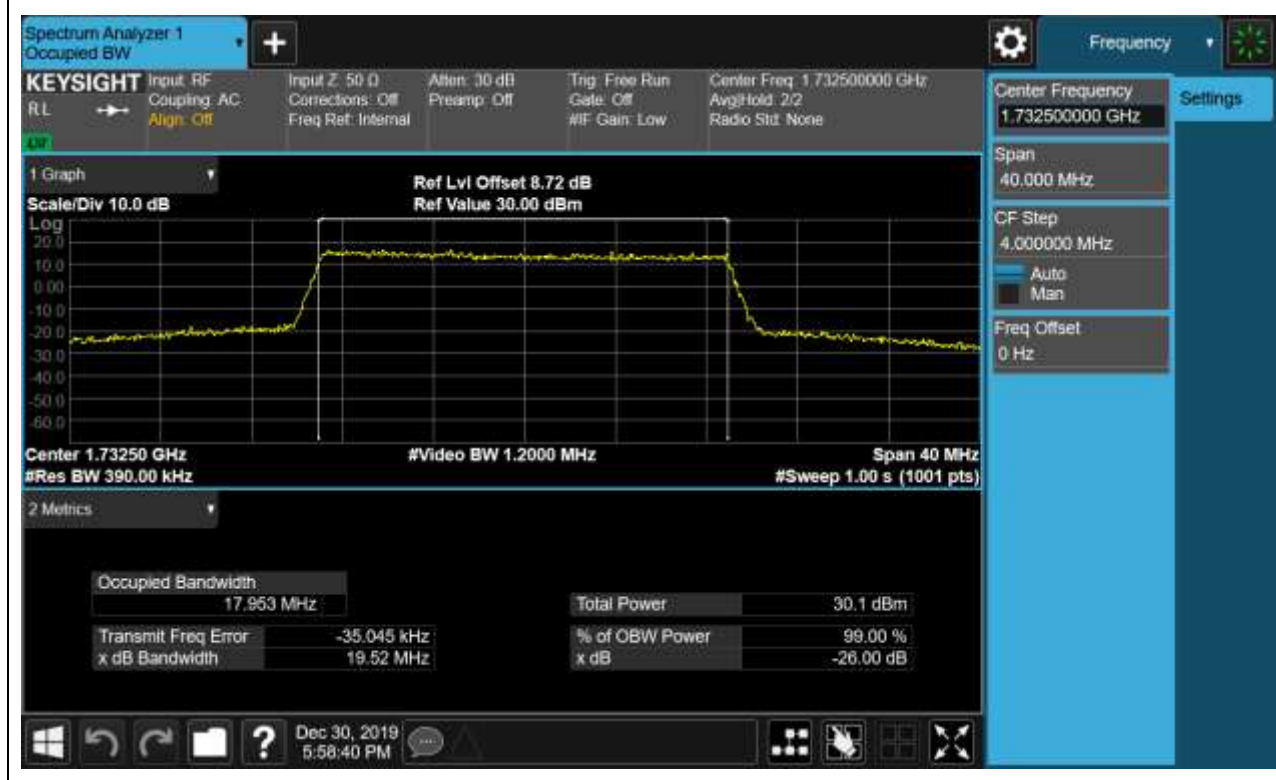 Spectrum Analyzer 1
Occupied BW
+
Frequency
KEYSIGHT
RL
Input: RF
Coupling: AC
Align: Off
Input Z: 50 Ω
Corrections: Off
Freq Ref: Internal
Atten: 30 dB
Preamp: Off
Trig: Free Run
Gate: Off
#IF Gain: Low
Center Freq: 1.732500000 GHz
Avg|Hold: 2/2
Radio Std: None
Center Frequency
1.732500000 GHz
Settings
Span
40.000 MHz
CF Step
4.000000 MHz
Auto
Man
Freq Offset
0 Hz
1 Graph
Scale/Div 10.0 dB
Ref Lvl Offset 8.72 dB
Ref Value 30.00 dBm
Log
20.0
10.0
0.00
-10.0
-20.0
-30.0
-40.0
-50.0
-60.0
Center 1.73250 GHz
#Video BW 1.2000 MHz
Span 40 MHz
#Res BW 390.00 kHz
#Sweep 1.00 s (1001 pts)
2 Metrics
Occupied Bandwidth
17.953 MHz
Total Power 30.1 dBm
Transmit Freq Error -35.045 kHz
% of OBW Power 99.00 %
x dB Bandwidth 19.52 MHz
x dB -26.00 dB
?
Dec 30, 2019
5:58:40 PM